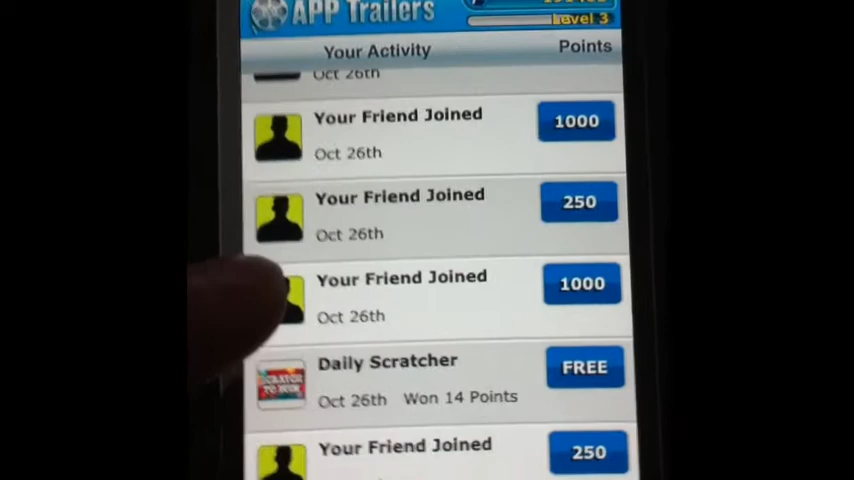 APP Trailers
Level 3
Your Activity Points
Oct 26th
Your Friend Joined 1000
Oct 26th
Your Friend Joined 250
Oct 26th
Your Friend Joined 1000
Oct 26th
Daily Scratcher FREE
Oct 26th Won 14 Points
Your Friend Joined 250